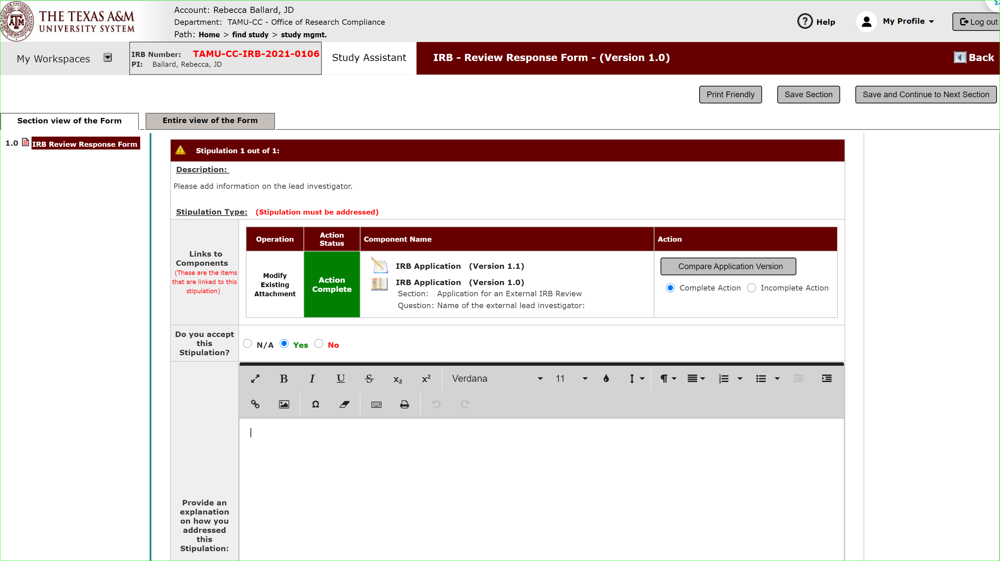 THE TEXAS A&M
UNIVERSITY SYSTEM
Account: Rebecca Ballard, JD
Department: TAMU-CC - Office of Research Compliance
Path: Home > find study > study mgmt.
Help
My Profile
Log out
My Workspaces
IRB Number: TAMU-CC-IRB-2021-0106
PI: Ballard, Rebecca, JD
Study Assistant
IRB - Review Response Form - (Version 1.0)
Back
Print Friendly
Save Section
Save and Continue to Next Section
Section view of the Form
Entire view of the Form
1.0 IRB Review Response Form
Stipulation 1 out of 1:
Description:
Please add information on the lead investigator.
Stipulation Type: (Stipulation must be addressed)
Links to
Components
(These are the items
that are linked to this
stipulation)
Operation
Action
Status
Component Name
Action
Modify
Existing
Attachment
Action
Complete
IRB Application (Version 1.1)
IRB Application (Version 1.0)
Section: Application for an External IRB Review
Question: Name of the external lead investigator:
Compare Application Version
Complete Action
Incomplete Action
Do you accept
this
Stipulation?
N/A
Yes
No
Verdana
11
Provide an
explanation
on how you
addressed
this
Stipulation: